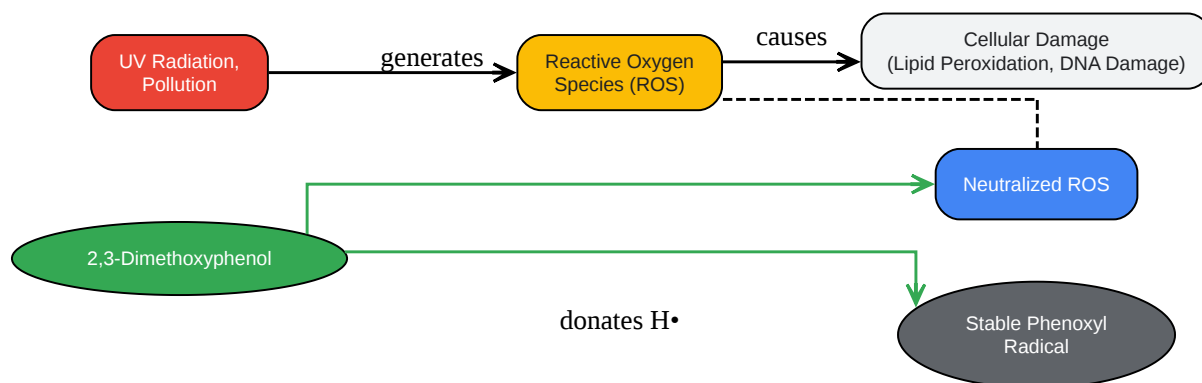 UV Radiation,
Pollution
generates
Reactive Oxygen
Species (ROS)
causes
Cellular Damage
(Lipid Peroxidation, DNA Damage)
Neutralized ROS
2,3-Dimethoxyphenol
donates H•
Stable Phenoxyl
Radical